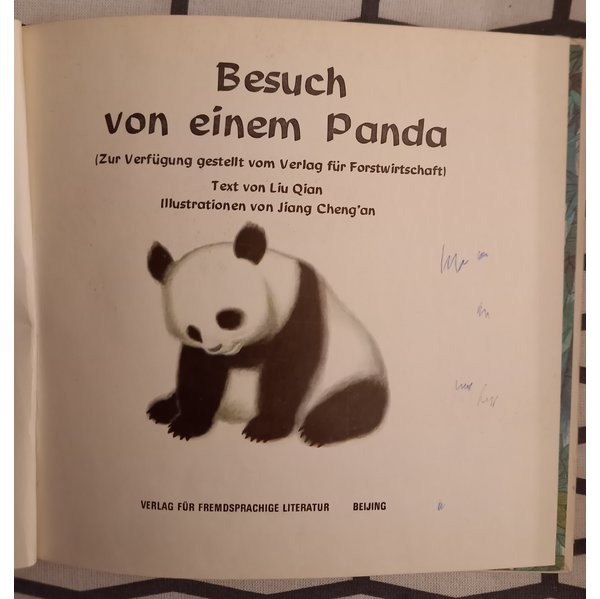 Besuch
von einem Panda
(Zur Verfügung gestellt vom Verlag für Forstwirtschaft)
Text von Liu Qian
Illustrationen von Jiang Cheng'an
VERLAG FÜR FREMDSPRACHIGE LITERATUR BEIJING